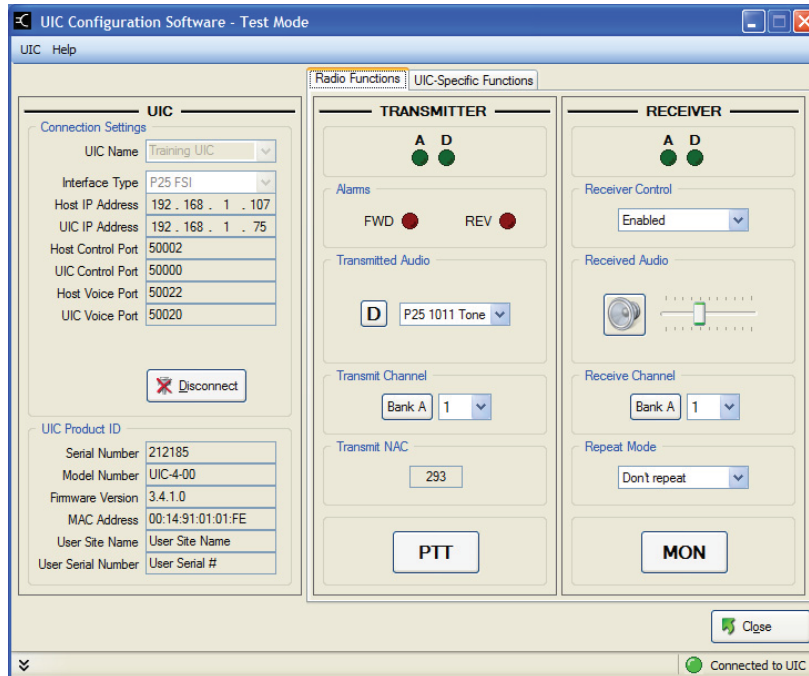 UIC Configuration Software - Test Mode
UIC Help
Radio Functions UIC-Specific Functions
UIC
Connection Settings
UIC Name Training UIC
Interface Type P25 FSI
Host IP Address 192 . 168 . 1 . 107
UIC IP Address 192 . 168 . 1 . 75
Host Control Port 50002
UIC Control Port 50000
Host Voice Port 50022
UIC Voice Port 50020
Disconnect
UIC Product ID
Serial Number 212185
Model Number UIC-4-00
Firmware Version 3.4.1.0
MAC Address 00:14:91:01:01:FE
User Site Name User Site Name
User Serial Number User Serial #
TRANSMITTER
A D
Alarms
FWD REV
Transmitted Audio
D P25 1011 Tone
Transmit Channel
Bank A 1
Transmit NAC
293
PTT
RECEIVER
A D
Receiver Control
Enabled
Received Audio
Receive Channel
Bank A 1
Repeat Mode
Don't repeat
MON
Close
Connected to UIC